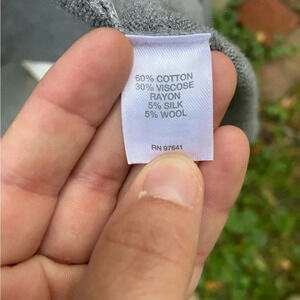 60% COTTON
30% VISCOSE
RAYON
5% SILK
5% WOOL
RN 97641